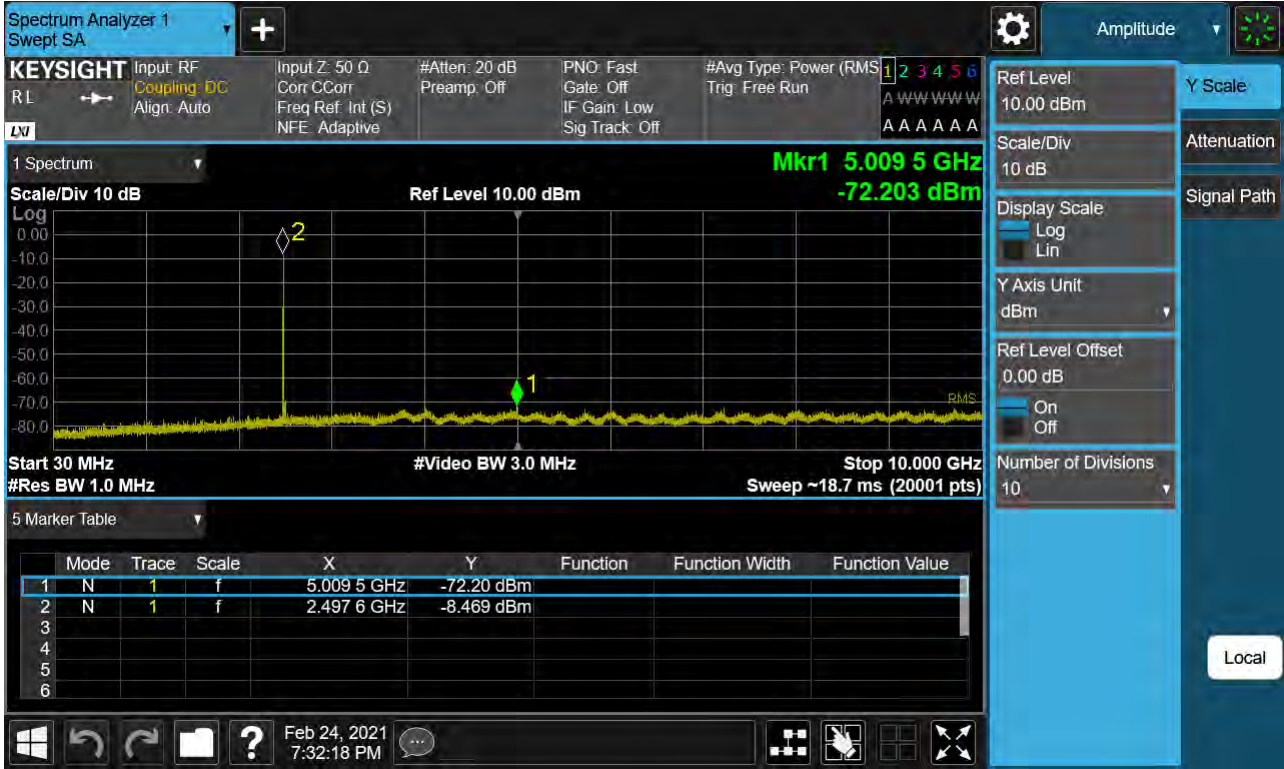 Spectrum Analyzer 1
Swept SA
Amplitude
KEYSIGHT
R L
LXI
Input: RF
Coupling: DC
Align: Auto
Input Z: 50 Ω
Corr CCorr
Freq Ref: Int (S)
NFE: Adaptive
#Atten: 20 dB
Preamp: Off
PNO: Fast
Gate: Off
IF Gain: Low
Sig Track: Off
#Avg Type: Power (RMS
Trig: Free Run
1 2 3 4 5 6
A W W W W W
A A A A A A
1 Spectrum
Mkr1 5.009 5 GHz
-72.203 dBm
Scale/Div 10 dB
Ref Level 10.00 dBm
Log
0.00
-10.0
-20.0
-30.0
-40.0
-50.0
-60.0
-70.0
-80.0
2
1
RMS
Start 30 MHz
#Video BW 3.0 MHz
Stop 10.000 GHz
#Res BW 1.0 MHz
Sweep ~18.7 ms (20001 pts)
5 Marker Table
Mode Trace Scale X Y Function Function Width Function Value
1 N 1 f 5.009 5 GHz -72.20 dBm
2 N 1 f 2.497 6 GHz -8.469 dBm
3
4
5
6
Ref Level
10.00 dBm
Scale/Div
10 dB
Display Scale
Log
Lin
Y Axis Unit
dBm
Ref Level Offset
0.00 dB
On
Off
Number of Divisions
10
Y Scale
Attenuation
Signal Path
Local
?
Feb 24, 2021
7:32:18 PM